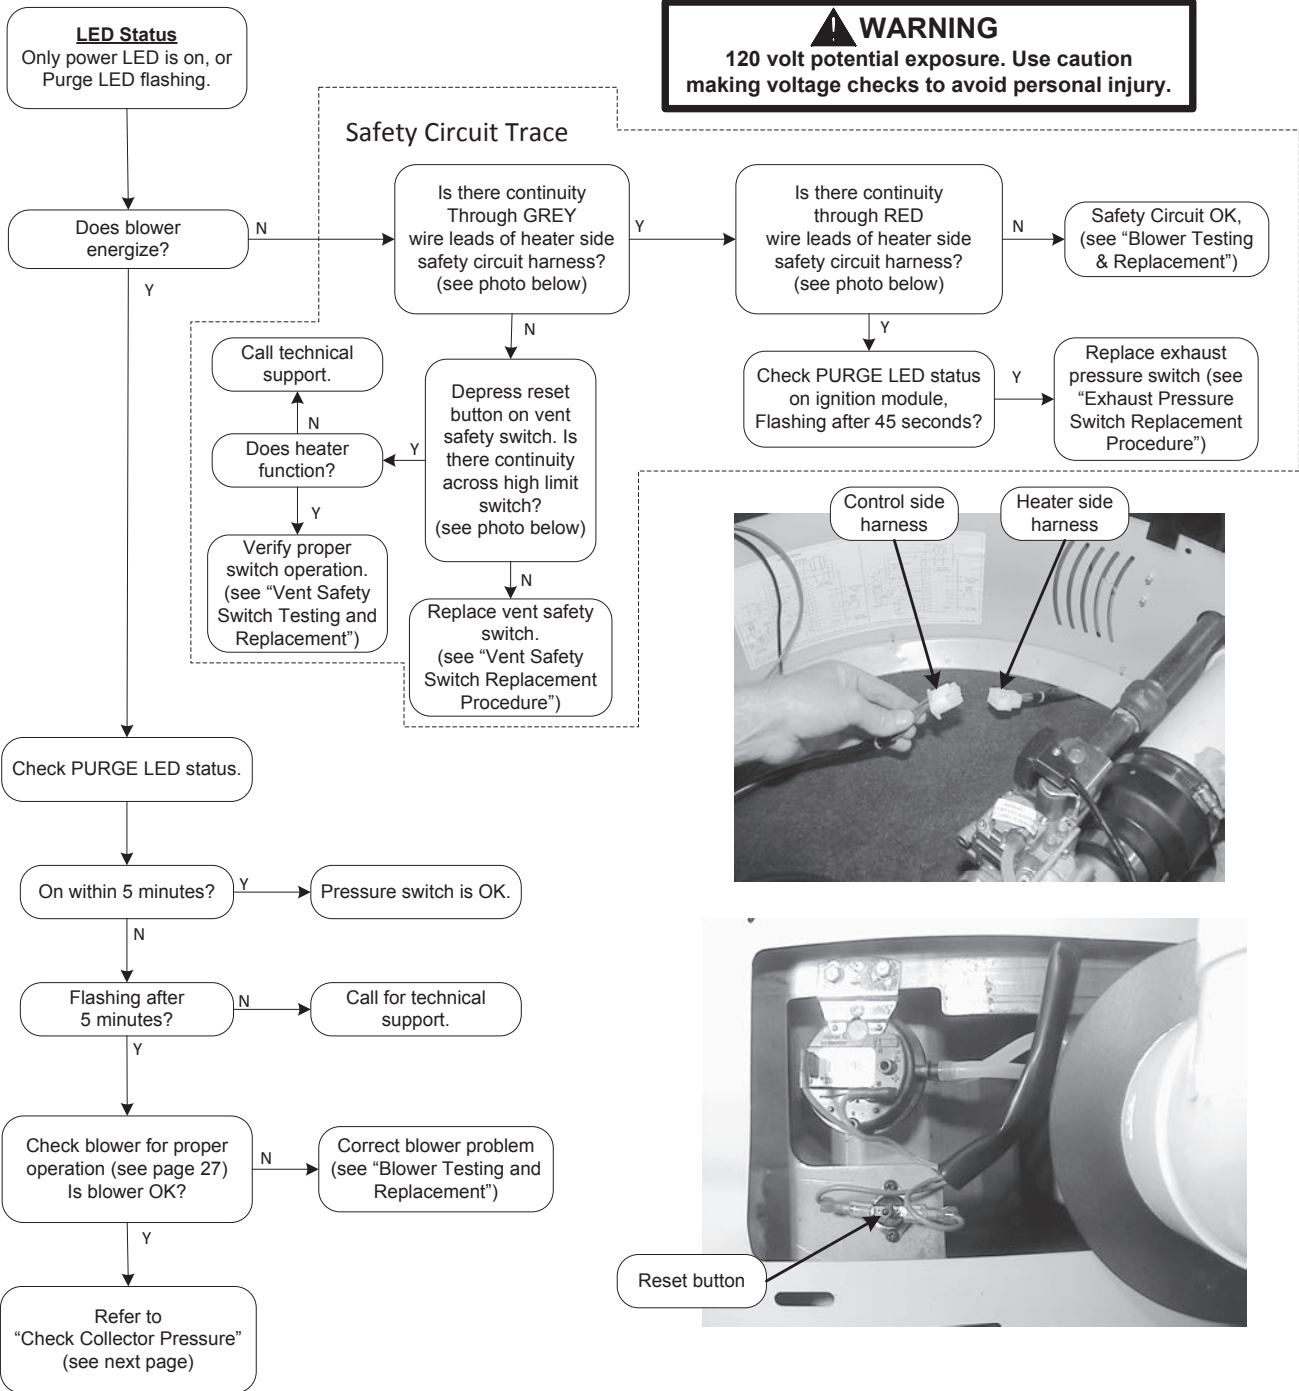 LED Status
Only power LED is on, or
Purge LED flashing.
WARNING
120 volt potential exposure. Use caution
making voltage checks to avoid personal injury.
Safety Circuit Trace
Does blower
energize?
N
Y
Is there continuity
Through GREY
wire leads of heater side
safety circuit harness?
(see photo below)
Y
N
Is there continuity
through RED
wire leads of heater side
safety circuit harness?
(see photo below)
N
Y
Safety Circuit OK,
(see “Blower Testing
& Replacement”)
Call technical
support.
N
Does heater
function?
Y
Y
Depress reset
button on vent
safety switch. Is
there continuity
across high limit
switch?
(see photo below)
N
Check PURGE LED status
on ignition module,
Flashing after 45 seconds?
Y
Replace exhaust
pressure switch (see
“Exhaust Pressure
Switch Replacement
Procedure”)
Verify proper
switch operation.
(see “Vent Safety
Switch Testing and
Replacement”)
Replace vent safety
switch.
(see “Vent Safety
Switch Replacement
Procedure”)
Control side
harness
Heater side
harness
Check PURGE LED status.
On within 5 minutes?
Y
Pressure switch is OK.
N
Flashing after
5 minutes?
N
Call for technical
support.
Y
Check blower for proper
operation (see page 27)
Is blower OK?
N
Correct blower problem
(see “Blower Testing and
Replacement”)
Y
Reset button
Refer to
“Check Collector Pressure”
(see next page)